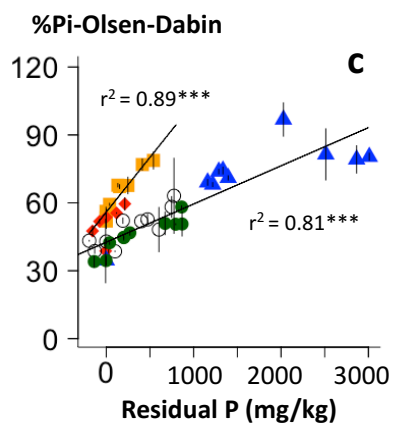 %Pi-Olsen-Dabin
120
c
r² = 0.89***
90
60
r² = 0.81***
30
0
0 1000 2000 3000
Residual P (mg/kg)